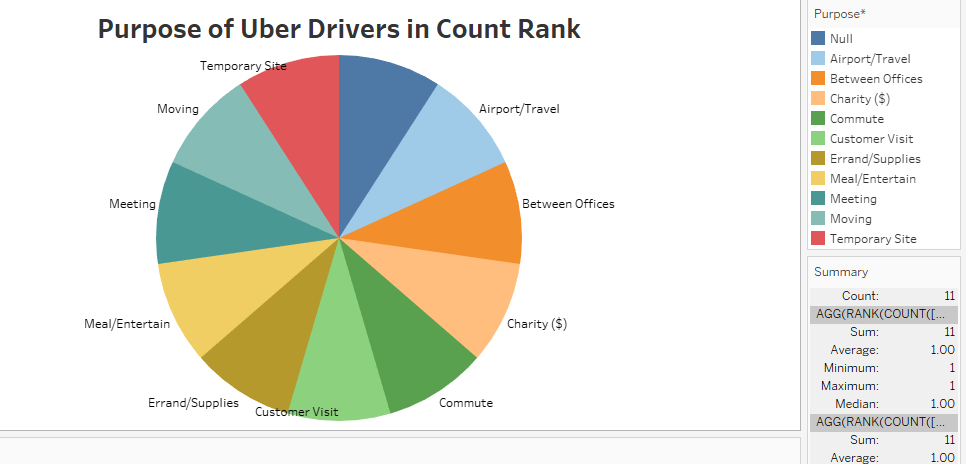 Purpose of Uber Drivers in Count Rank
Temporary Site
Moving
Airport/Travel
Meeting
Between Offices
Meal/Entertain
Charity ($)
Errand/Supplies
Customer Visit
Commute
Purpose*
Null
Airport/Travel
Between Offices
Charity ($)
Commute
Customer Visit
Errand/Supplies
Meal/Entertain
Meeting
Moving
Temporary Site
Summary
Count: 11
AGG(RANK(COUNT([...
Sum: 11
Average: 1.00
Minimum: 1
Maximum: 1
Median: 1.00
AGG(RANK(COUNT([...
Sum: 11
Average: 1.00